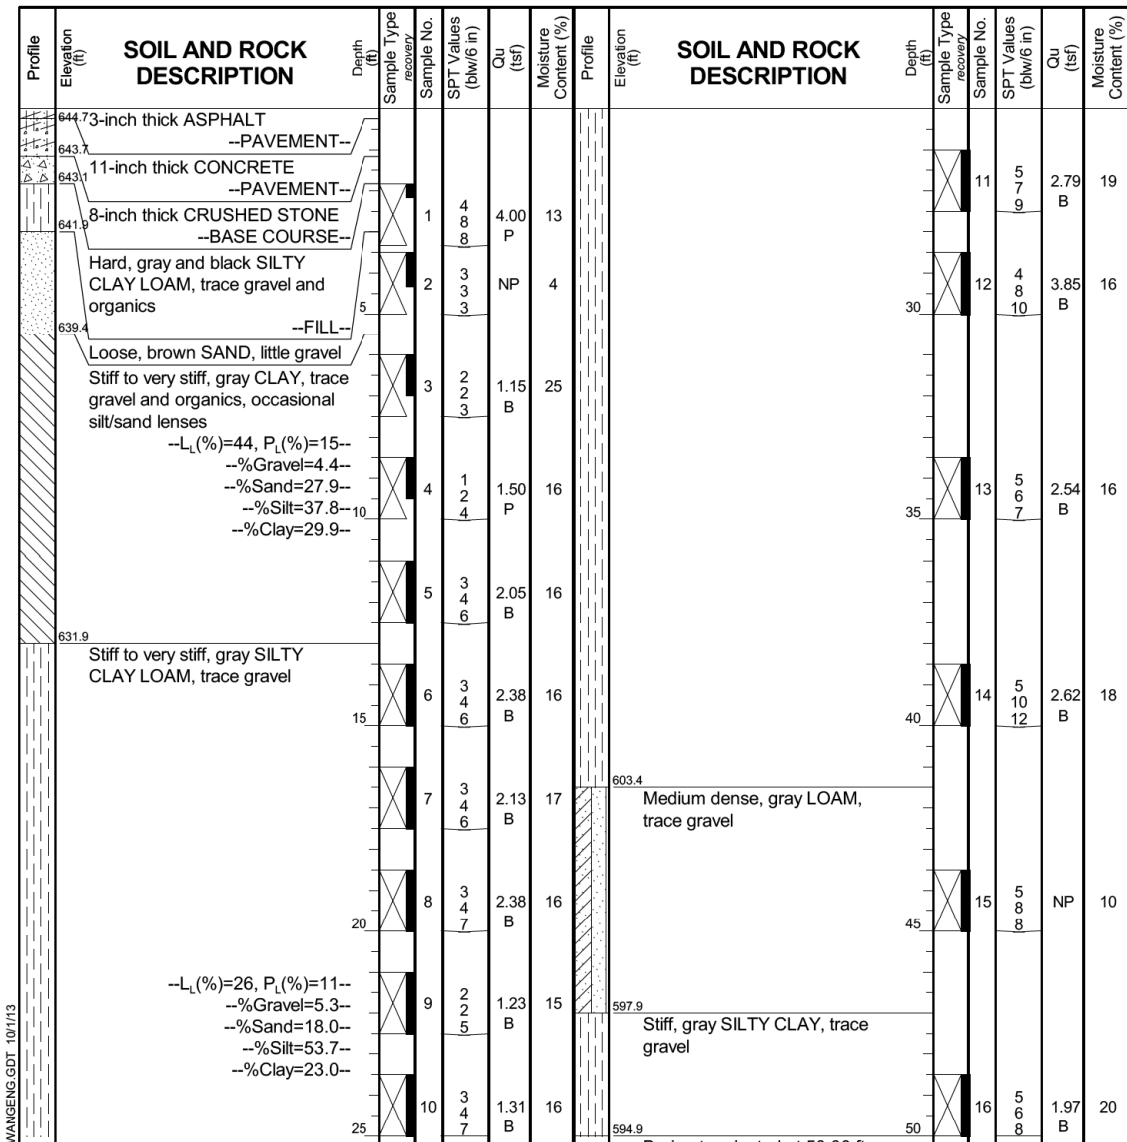 Profile
Elevation
(ft)
SOIL AND ROCK
DESCRIPTION
Depth
(ft)
Sample Type
recovery
Sample No.
SPT Values
(blw/6 in)
Qu
(tsf)
Moisture
Content (%)
644.7
3-inch thick ASPHALT
--PAVEMENT--
643.7
11-inch thick CONCRETE
643.1
--PAVEMENT--
8-inch thick CRUSHED STONE
641.9
--BASE COURSE--
1
4
8
8
4.00
P
13
Hard, gray and black SILTY
CLAY LOAM, trace gravel and
organics
--FILL--
5
2
3
3
3
NP
4
639.4
Loose, brown SAND, little gravel
Stiff to very stiff, gray CLAY, trace
gravel and organics, occasional
silt/sand lenses
3
2
2
3
1.15
B
25
--LL(%)=44, PL(%)=15--
--%Gravel=4.4--
--%Sand=27.9--
--%Silt=37.8--
10
--%Clay=29.9--
4
1
2
4
1.50
P
16
5
3
4
6
2.05
B
16
631.9
Stiff to very stiff, gray SILTY
CLAY LOAM, trace gravel
15
6
3
4
6
2.38
B
16
7
3
4
6
2.13
B
17
20
8
3
4
7
2.38
B
16
--LL(%)=26, PL(%)=11--
--%Gravel=5.3--
--%Sand=18.0--
--%Silt=53.7--
--%Clay=23.0--
9
2
2
5
1.23
B
15
25
10
3
4
7
1.31
B
16
Profile
Elevation
(ft)
SOIL AND ROCK
DESCRIPTION
Depth
(ft)
Sample Type
recovery
Sample No.
SPT Values
(blw/6 in)
Qu
(tsf)
Moisture
Content (%)
11
5
7
9
2.79
B
19
30
12
4
8
10
3.85
B
16
35
13
5
6
7
2.54
B
16
40
14
5
10
12
2.62
B
18
603.4
Medium dense, gray LOAM,
trace gravel
45
15
5
8
8
NP
10
597.9
Stiff, gray SILTY CLAY, trace
gravel
594.9
50
16
5
6
8
1.97
B
20
WANGENG.GDT 10/1/13